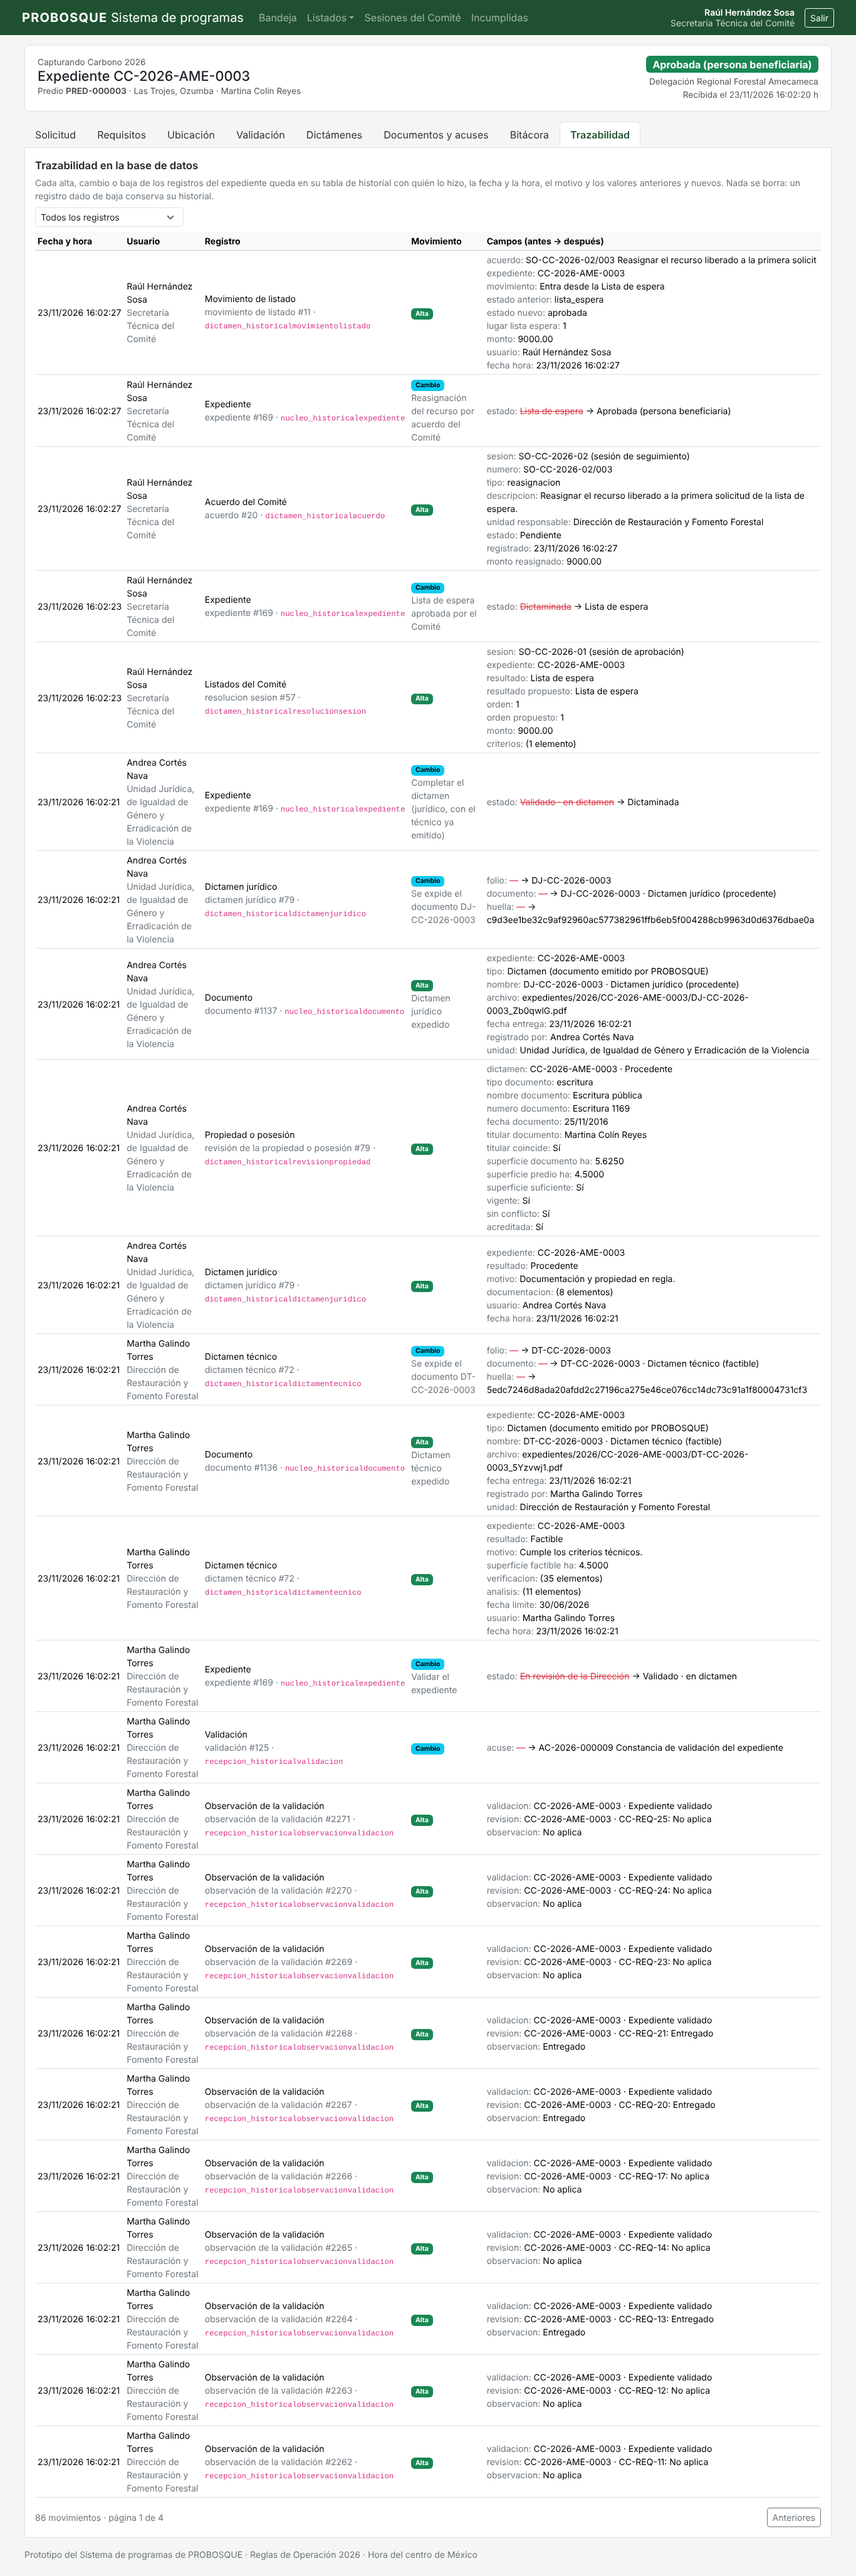 PROBOSQUE Sistema de programas
Bandeja
Listados
Sesiones del Comité
Incumplidas
Raúl Hernández Sosa
Secretaría Técnica del Comité
Salir
Capturando Carbono 2026
Expediente CC-2026-AME-0003
Predio PRED-000003 · Las Trojes, Ozumba · Martina Colín Reyes
Aprobada (persona beneficiaria)
Delegación Regional Forestal Amecameca
Recibida el 23/11/2026 16:02:20 h
Solicitud
Requisitos
Ubicación
Validación
Dictámenes
Documentos y acuses
Bitácora
Trazabilidad
Trazabilidad en la base de datos
Cada alta, cambio o baja de los registros del expediente queda en su tabla de historial con quién lo hizo, la fecha y la hora, el motivo y los valores anteriores y nuevos. Nada se borra: un
registro dado de baja conserva su historial.
Todos los registros
Fecha y hora
Usuario
Registro
Movimiento
Campos (antes → después)
23/11/2026 16:02:27
Raúl Hernández
Sosa
Secretaría
Técnica del
Comité
Movimiento de listado
movimiento de listado #11 ·
dictamen_historicalmovimientolistado
Alta
acuerdo: SO-CC-2026-02/003 Reasignar el recurso liberado a la primera solicit
expediente: CC-2026-AME-0003
movimiento: Entra desde la Lista de espera
estado anterior: lista_espera
estado nuevo: aprobada
lugar lista espera: 1
monto: 9000.00
usuario: Raúl Hernández Sosa
fecha hora: 23/11/2026 16:02:27
23/11/2026 16:02:27
Raúl Hernández
Sosa
Secretaría
Técnica del
Comité
Expediente
expediente #169 · nucleo_historicalexpediente
Cambio
Reasignación
del recurso por
acuerdo del
Comité
estado: Lista de espera → Aprobada (persona beneficiaria)
23/11/2026 16:02:27
Raúl Hernández
Sosa
Secretaría
Técnica del
Comité
Acuerdo del Comité
acuerdo #20 · dictamen_historicalacuerdo
Alta
sesion: SO-CC-2026-02 (sesión de seguimiento)
numero: SO-CC-2026-02/003
tipo: reasignacion
descripcion: Reasignar el recurso liberado a la primera solicitud de la lista de
espera.
unidad responsable: Dirección de Restauración y Fomento Forestal
estado: Pendiente
registrado: 23/11/2026 16:02:27
monto reasignado: 9000.00
23/11/2026 16:02:23
Raúl Hernández
Sosa
Secretaría
Técnica del
Comité
Expediente
expediente #169 · nucleo_historicalexpediente
Cambio
Lista de espera
aprobada por el
Comité
estado: Dictaminada → Lista de espera
23/11/2026 16:02:23
Raúl Hernández
Sosa
Secretaría
Técnica del
Comité
Listados del Comité
resolucion sesion #57 ·
dictamen_historicalresolucionsesion
Alta
sesion: SO-CC-2026-01 (sesión de aprobación)
expediente: CC-2026-AME-0003
resultado: Lista de espera
resultado propuesto: Lista de espera
orden: 1
orden propuesto: 1
monto: 9000.00
criterios: (1 elemento)
23/11/2026 16:02:21
Andrea Cortés
Nava
Unidad Jurídica,
de Igualdad de
Género y
Erradicación de
la Violencia
Expediente
expediente #169 · nucleo_historicalexpediente
Cambio
Completar el
dictamen
(jurídico, con el
técnico ya
emitido)
estado: Validado · en dictamen → Dictaminada
23/11/2026 16:02:21
Andrea Cortés
Nava
Unidad Jurídica,
de Igualdad de
Género y
Erradicación de
la Violencia
Dictamen jurídico
dictamen jurídico #79 ·
dictamen_historicaldictamenjuridico
Cambio
Se expide el
documento DJ-
CC-2026-0003
folio: — → DJ-CC-2026-0003
documento: — → DJ-CC-2026-0003 · Dictamen jurídico (procedente)
huella: — →
c9d3ee1be32c9af92960ac577382961ffb6eb5f004288cb9963d0d6376dbae0a
23/11/2026 16:02:21
Andrea Cortés
Nava
Unidad Jurídica,
de Igualdad de
Género y
Erradicación de
la Violencia
Documento
documento #1137 · nucleo_historicaldocumento
Alta
Dictamen
jurídico
expedido
expediente: CC-2026-AME-0003
tipo: Dictamen (documento emitido por PROBOSQUE)
nombre: DJ-CC-2026-0003 · Dictamen jurídico (procedente)
archivo: expedientes/2026/CC-2026-AME-0003/DJ-CC-2026-
0003_Zb0qwIG.pdf
fecha entrega: 23/11/2026 16:02:21
registrado por: Andrea Cortés Nava
unidad: Unidad Jurídica, de Igualdad de Género y Erradicación de la Violencia
23/11/2026 16:02:21
Andrea Cortés
Nava
Unidad Jurídica,
de Igualdad de
Género y
Erradicación de
la Violencia
Propiedad o posesión
revisión de la propiedad o posesión #79 ·
dictamen_historicalrevisionpropiedad
Alta
dictamen: CC-2026-AME-0003 · Procedente
tipo documento: escritura
nombre documento: Escritura pública
numero documento: Escritura 1169
fecha documento: 25/11/2016
titular documento: Martina Colín Reyes
titular coincide: Sí
superficie documento ha: 5.6250
superficie predio ha: 4.5000
superficie suficiente: Sí
vigente: Sí
sin conflicto: Sí
acreditada: Sí
23/11/2026 16:02:21
Andrea Cortés
Nava
Unidad Jurídica,
de Igualdad de
Género y
Erradicación de
la Violencia
Dictamen jurídico
dictamen jurídico #79 ·
dictamen_historicaldictamenjuridico
Alta
expediente: CC-2026-AME-0003
resultado: Procedente
motivo: Documentación y propiedad en regla.
documentacion: (8 elementos)
usuario: Andrea Cortés Nava
fecha hora: 23/11/2026 16:02:21
23/11/2026 16:02:21
Martha Galindo
Torres
Dirección de
Restauración y
Fomento Forestal
Dictamen técnico
dictamen técnico #72 ·
dictamen_historicaldictamentecnico
Cambio
Se expide el
documento DT-
CC-2026-0003
folio: — → DT-CC-2026-0003
documento: — → DT-CC-2026-0003 · Dictamen técnico (factible)
huella: — →
5edc7246d8ada20afdd2c27196ca275e46ce076cc14dc73c91a1f80004731cf3
23/11/2026 16:02:21
Martha Galindo
Torres
Dirección de
Restauración y
Fomento Forestal
Documento
documento #1136 · nucleo_historicaldocumento
Alta
Dictamen
técnico
expedido
expediente: CC-2026-AME-0003
tipo: Dictamen (documento emitido por PROBOSQUE)
nombre: DT-CC-2026-0003 · Dictamen técnico (factible)
archivo: expedientes/2026/CC-2026-AME-0003/DT-CC-2026-
0003_5Yzvwj1.pdf
fecha entrega: 23/11/2026 16:02:21
registrado por: Martha Galindo Torres
unidad: Dirección de Restauración y Fomento Forestal
23/11/2026 16:02:21
Martha Galindo
Torres
Dirección de
Restauración y
Fomento Forestal
Dictamen técnico
dictamen técnico #72 ·
dictamen_historicaldictamentecnico
Alta
expediente: CC-2026-AME-0003
resultado: Factible
motivo: Cumple los criterios técnicos.
superficie factible ha: 4.5000
verificacion: (35 elementos)
analisis: (11 elementos)
fecha limite: 30/06/2026
usuario: Martha Galindo Torres
fecha hora: 23/11/2026 16:02:21
23/11/2026 16:02:21
Martha Galindo
Torres
Dirección de
Restauración y
Fomento Forestal
Expediente
expediente #169 · nucleo_historicalexpediente
Cambio
Validar el
expediente
estado: En revisión de la Dirección → Validado · en dictamen
23/11/2026 16:02:21
Martha Galindo
Torres
Dirección de
Restauración y
Fomento Forestal
Validación
validación #125 ·
recepcion_historicalvalidacion
Cambio
acuse: — → AC-2026-000009 Constancia de validación del expediente
23/11/2026 16:02:21
Martha Galindo
Torres
Dirección de
Restauración y
Fomento Forestal
Observación de la validación
observación de la validación #2271 ·
recepcion_historicalobservacionvalidacion
Alta
validacion: CC-2026-AME-0003 · Expediente validado
revision: CC-2026-AME-0003 · CC-REQ-25: No aplica
observacion: No aplica
23/11/2026 16:02:21
Martha Galindo
Torres
Dirección de
Restauración y
Fomento Forestal
Observación de la validación
observación de la validación #2270 ·
recepcion_historicalobservacionvalidacion
Alta
validacion: CC-2026-AME-0003 · Expediente validado
revision: CC-2026-AME-0003 · CC-REQ-24: No aplica
observacion: No aplica
23/11/2026 16:02:21
Martha Galindo
Torres
Dirección de
Restauración y
Fomento Forestal
Observación de la validación
observación de la validación #2269 ·
recepcion_historicalobservacionvalidacion
Alta
validacion: CC-2026-AME-0003 · Expediente validado
revision: CC-2026-AME-0003 · CC-REQ-23: No aplica
observacion: No aplica
23/11/2026 16:02:21
Martha Galindo
Torres
Dirección de
Restauración y
Fomento Forestal
Observación de la validación
observación de la validación #2268 ·
recepcion_historicalobservacionvalidacion
Alta
validacion: CC-2026-AME-0003 · Expediente validado
revision: CC-2026-AME-0003 · CC-REQ-21: Entregado
observacion: Entregado
23/11/2026 16:02:21
Martha Galindo
Torres
Dirección de
Restauración y
Fomento Forestal
Observación de la validación
observación de la validación #2267 ·
recepcion_historicalobservacionvalidacion
Alta
validacion: CC-2026-AME-0003 · Expediente validado
revision: CC-2026-AME-0003 · CC-REQ-20: Entregado
observacion: Entregado
23/11/2026 16:02:21
Martha Galindo
Torres
Dirección de
Restauración y
Fomento Forestal
Observación de la validación
observación de la validación #2266 ·
recepcion_historicalobservacionvalidacion
Alta
validacion: CC-2026-AME-0003 · Expediente validado
revision: CC-2026-AME-0003 · CC-REQ-17: No aplica
observacion: No aplica
23/11/2026 16:02:21
Martha Galindo
Torres
Dirección de
Restauración y
Fomento Forestal
Observación de la validación
observación de la validación #2265 ·
recepcion_historicalobservacionvalidacion
Alta
validacion: CC-2026-AME-0003 · Expediente validado
revision: CC-2026-AME-0003 · CC-REQ-14: No aplica
observacion: No aplica
23/11/2026 16:02:21
Martha Galindo
Torres
Dirección de
Restauración y
Fomento Forestal
Observación de la validación
observación de la validación #2264 ·
recepcion_historicalobservacionvalidacion
Alta
validacion: CC-2026-AME-0003 · Expediente validado
revision: CC-2026-AME-0003 · CC-REQ-13: Entregado
observacion: Entregado
23/11/2026 16:02:21
Martha Galindo
Torres
Dirección de
Restauración y
Fomento Forestal
Observación de la validación
observación de la validación #2263 ·
recepcion_historicalobservacionvalidacion
Alta
validacion: CC-2026-AME-0003 · Expediente validado
revision: CC-2026-AME-0003 · CC-REQ-12: No aplica
observacion: No aplica
23/11/2026 16:02:21
Martha Galindo
Torres
Dirección de
Restauración y
Fomento Forestal
Observación de la validación
observación de la validación #2262 ·
recepcion_historicalobservacionvalidacion
Alta
validacion: CC-2026-AME-0003 · Expediente validado
revision: CC-2026-AME-0003 · CC-REQ-11: No aplica
observacion: No aplica
86 movimientos · página 1 de 4
Anteriores
Prototipo del Sistema de programas de PROBOSQUE · Reglas de Operación 2026 · Hora del centro de México